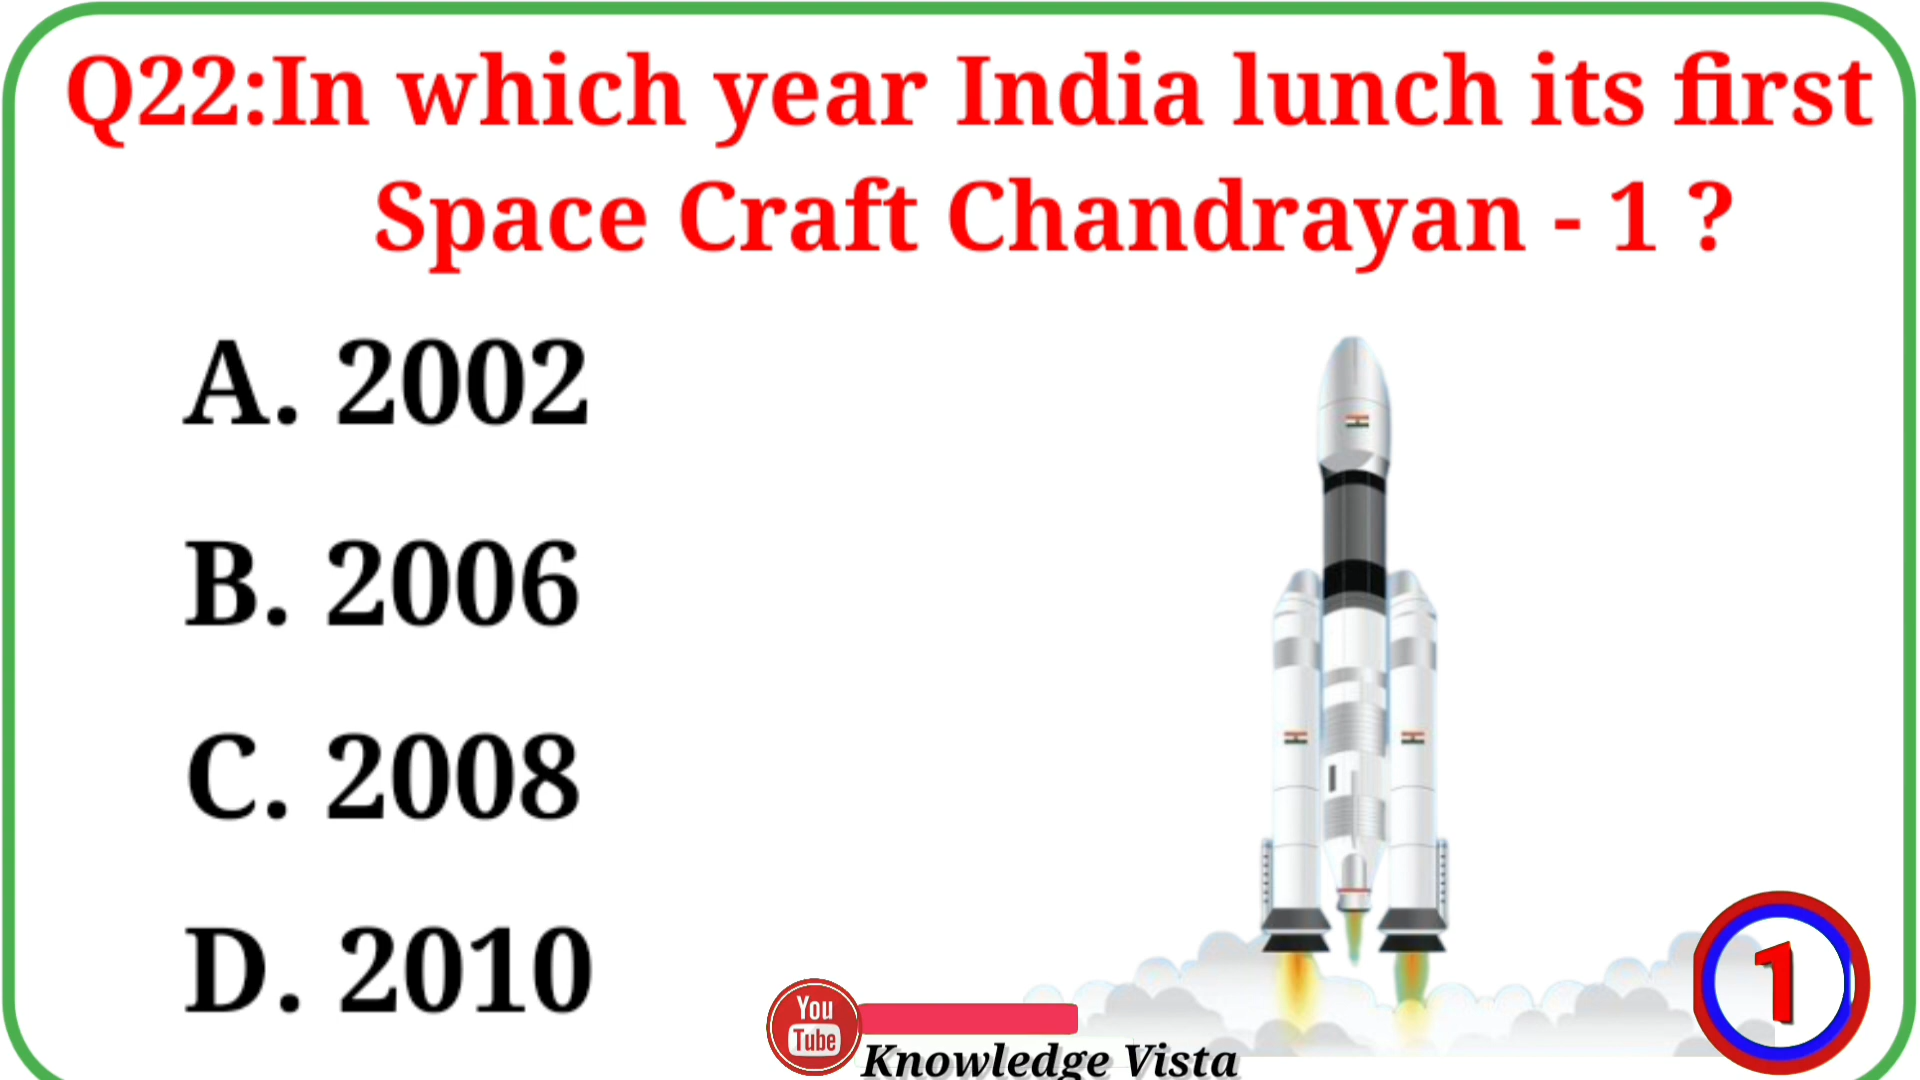 Q22:In which year India lunch its first
Space Craft Chandrayan - 1 ?
A. 2002
B. 2006
C. 2008
D. 2010
You
Tube
Knowledge Vista
1